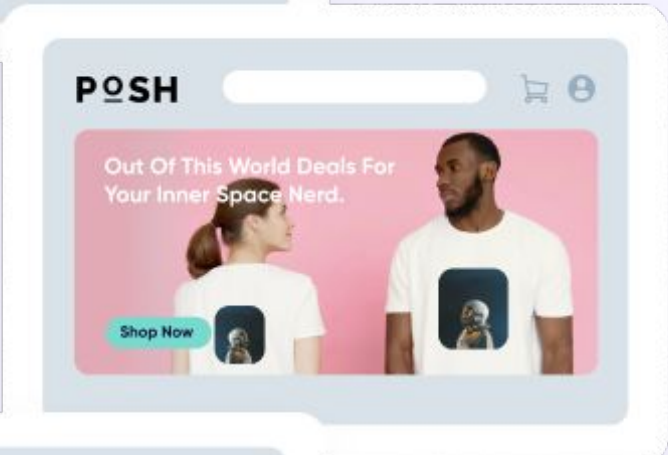 POSH
Out Of This World Deals For
Your Inner Space Nerd.
Shop Now